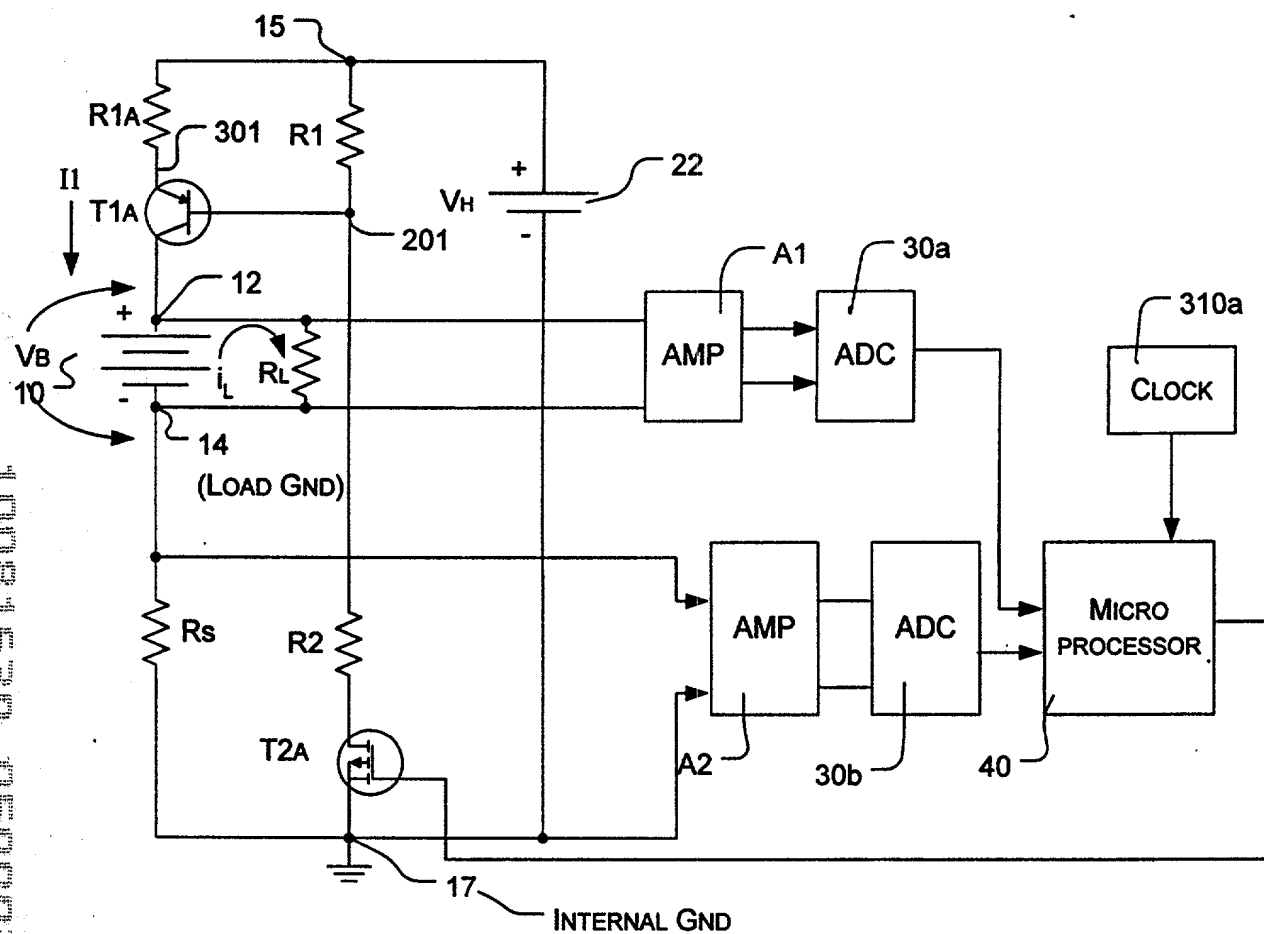 15
R1A
301
R1
I1
T1A
201
+
VH
-
22
12
+
VB
10
-
iL
RL
14
(LOAD GND)
A1
30a
AMP
ADC
310a
CLOCK
RS
R2
AMP
ADC
MICRO
PROCESSOR
T2A
A2
30b
40
17
INTERNAL GND